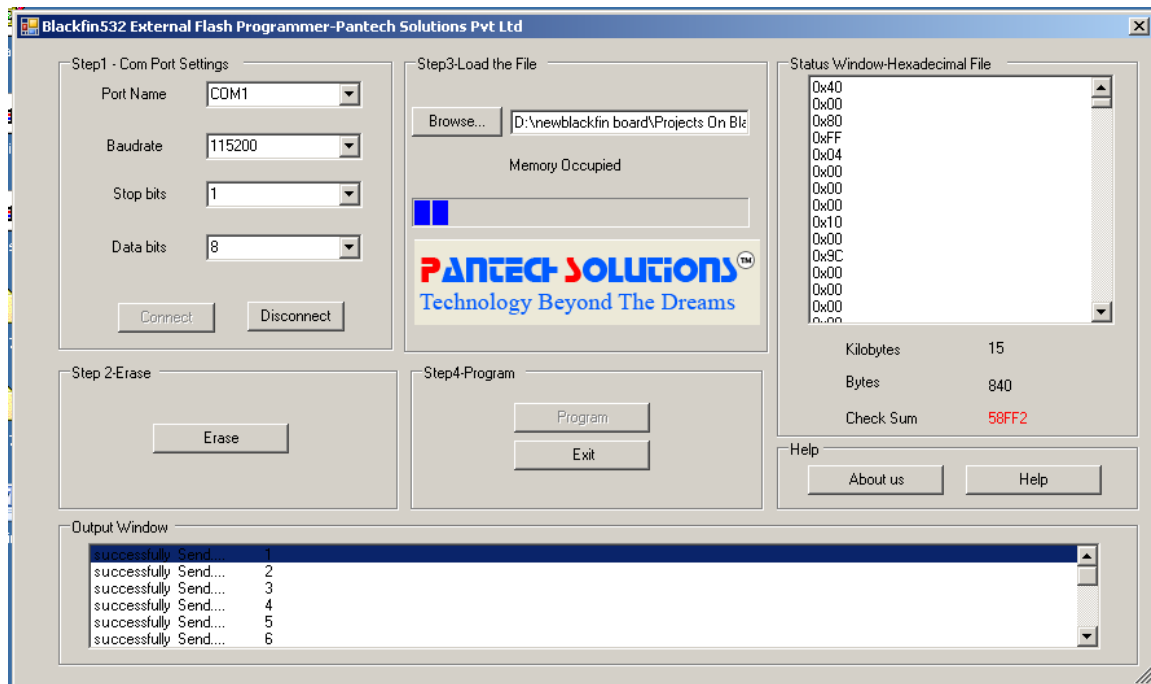 Blackfin532 External Flash Programmer-Pantech Solutions Pvt Ltd
Step1 - Com Port Settings
Port Name COM1
Baudrate 115200
Stop bits 1
Data bits 8
Connect Disconnect
Step3-Load the File
Browse... D:\newblackfin board\Projects On Bla
Memory Occupied
PANTECH SOLUTIONS TM
Technology Beyond The Dreams
Status Window-Hexadecimal File
0x40
0x00
0x80
0xFF
0x04
0x00
0x00
0x00
0x10
0x00
0x9C
0x00
0x00
0x00
Kilobytes 15
Bytes 840
Check Sum 58FF2
Step 2-Erase
Erase
Step4-Program
Program
Exit
Help
About us Help
Output Window
successfully Send.... 1
successfully Send.... 2
successfully Send.... 3
successfully Send.... 4
successfully Send.... 5
successfully Send.... 6